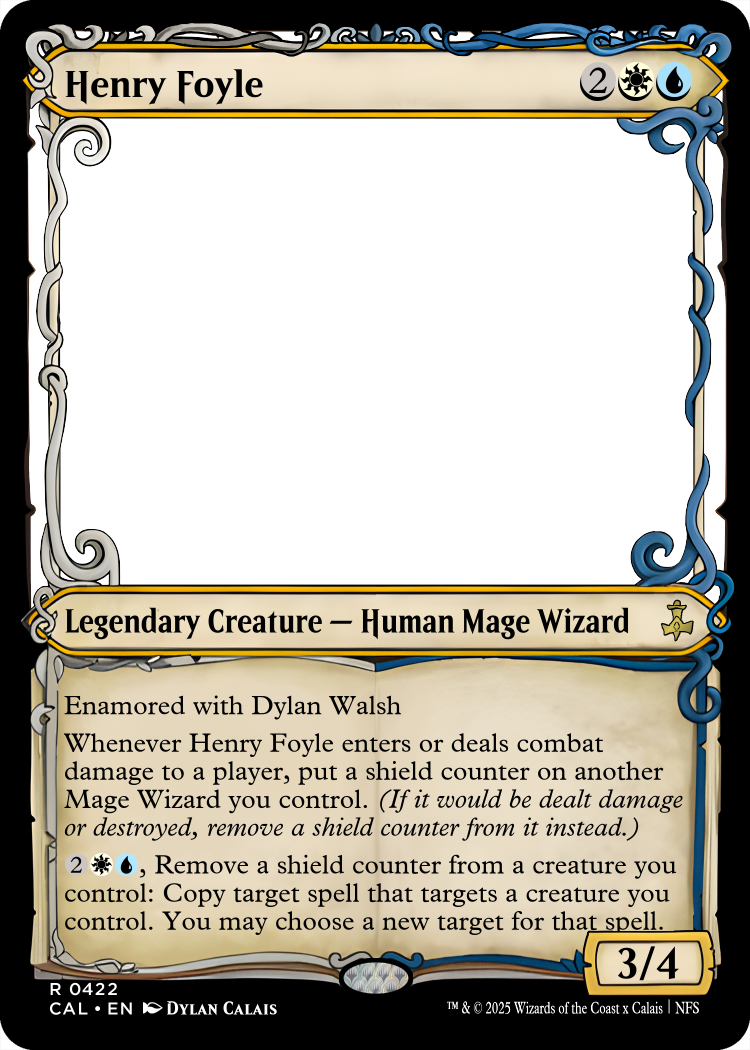 Henry Foyle 2
Legendary Creature — Human Mage Wizard
Enamored with Dylan Walsh
Whenever Henry Foyle enters or deals combat
damage to a player, put a shield counter on another
Mage Wizard you control. (If it would be dealt damage
or destroyed, remove a shield counter from it instead.)
2 , Remove a shield counter from a creature you
control: Copy target spell that targets a creature you
control. You may choose a new target for that spell.
3/4
R 0422
CAL • EN DYLAN CALAIS ™ & © 2025 Wizards of the Coast x Calais | NFS